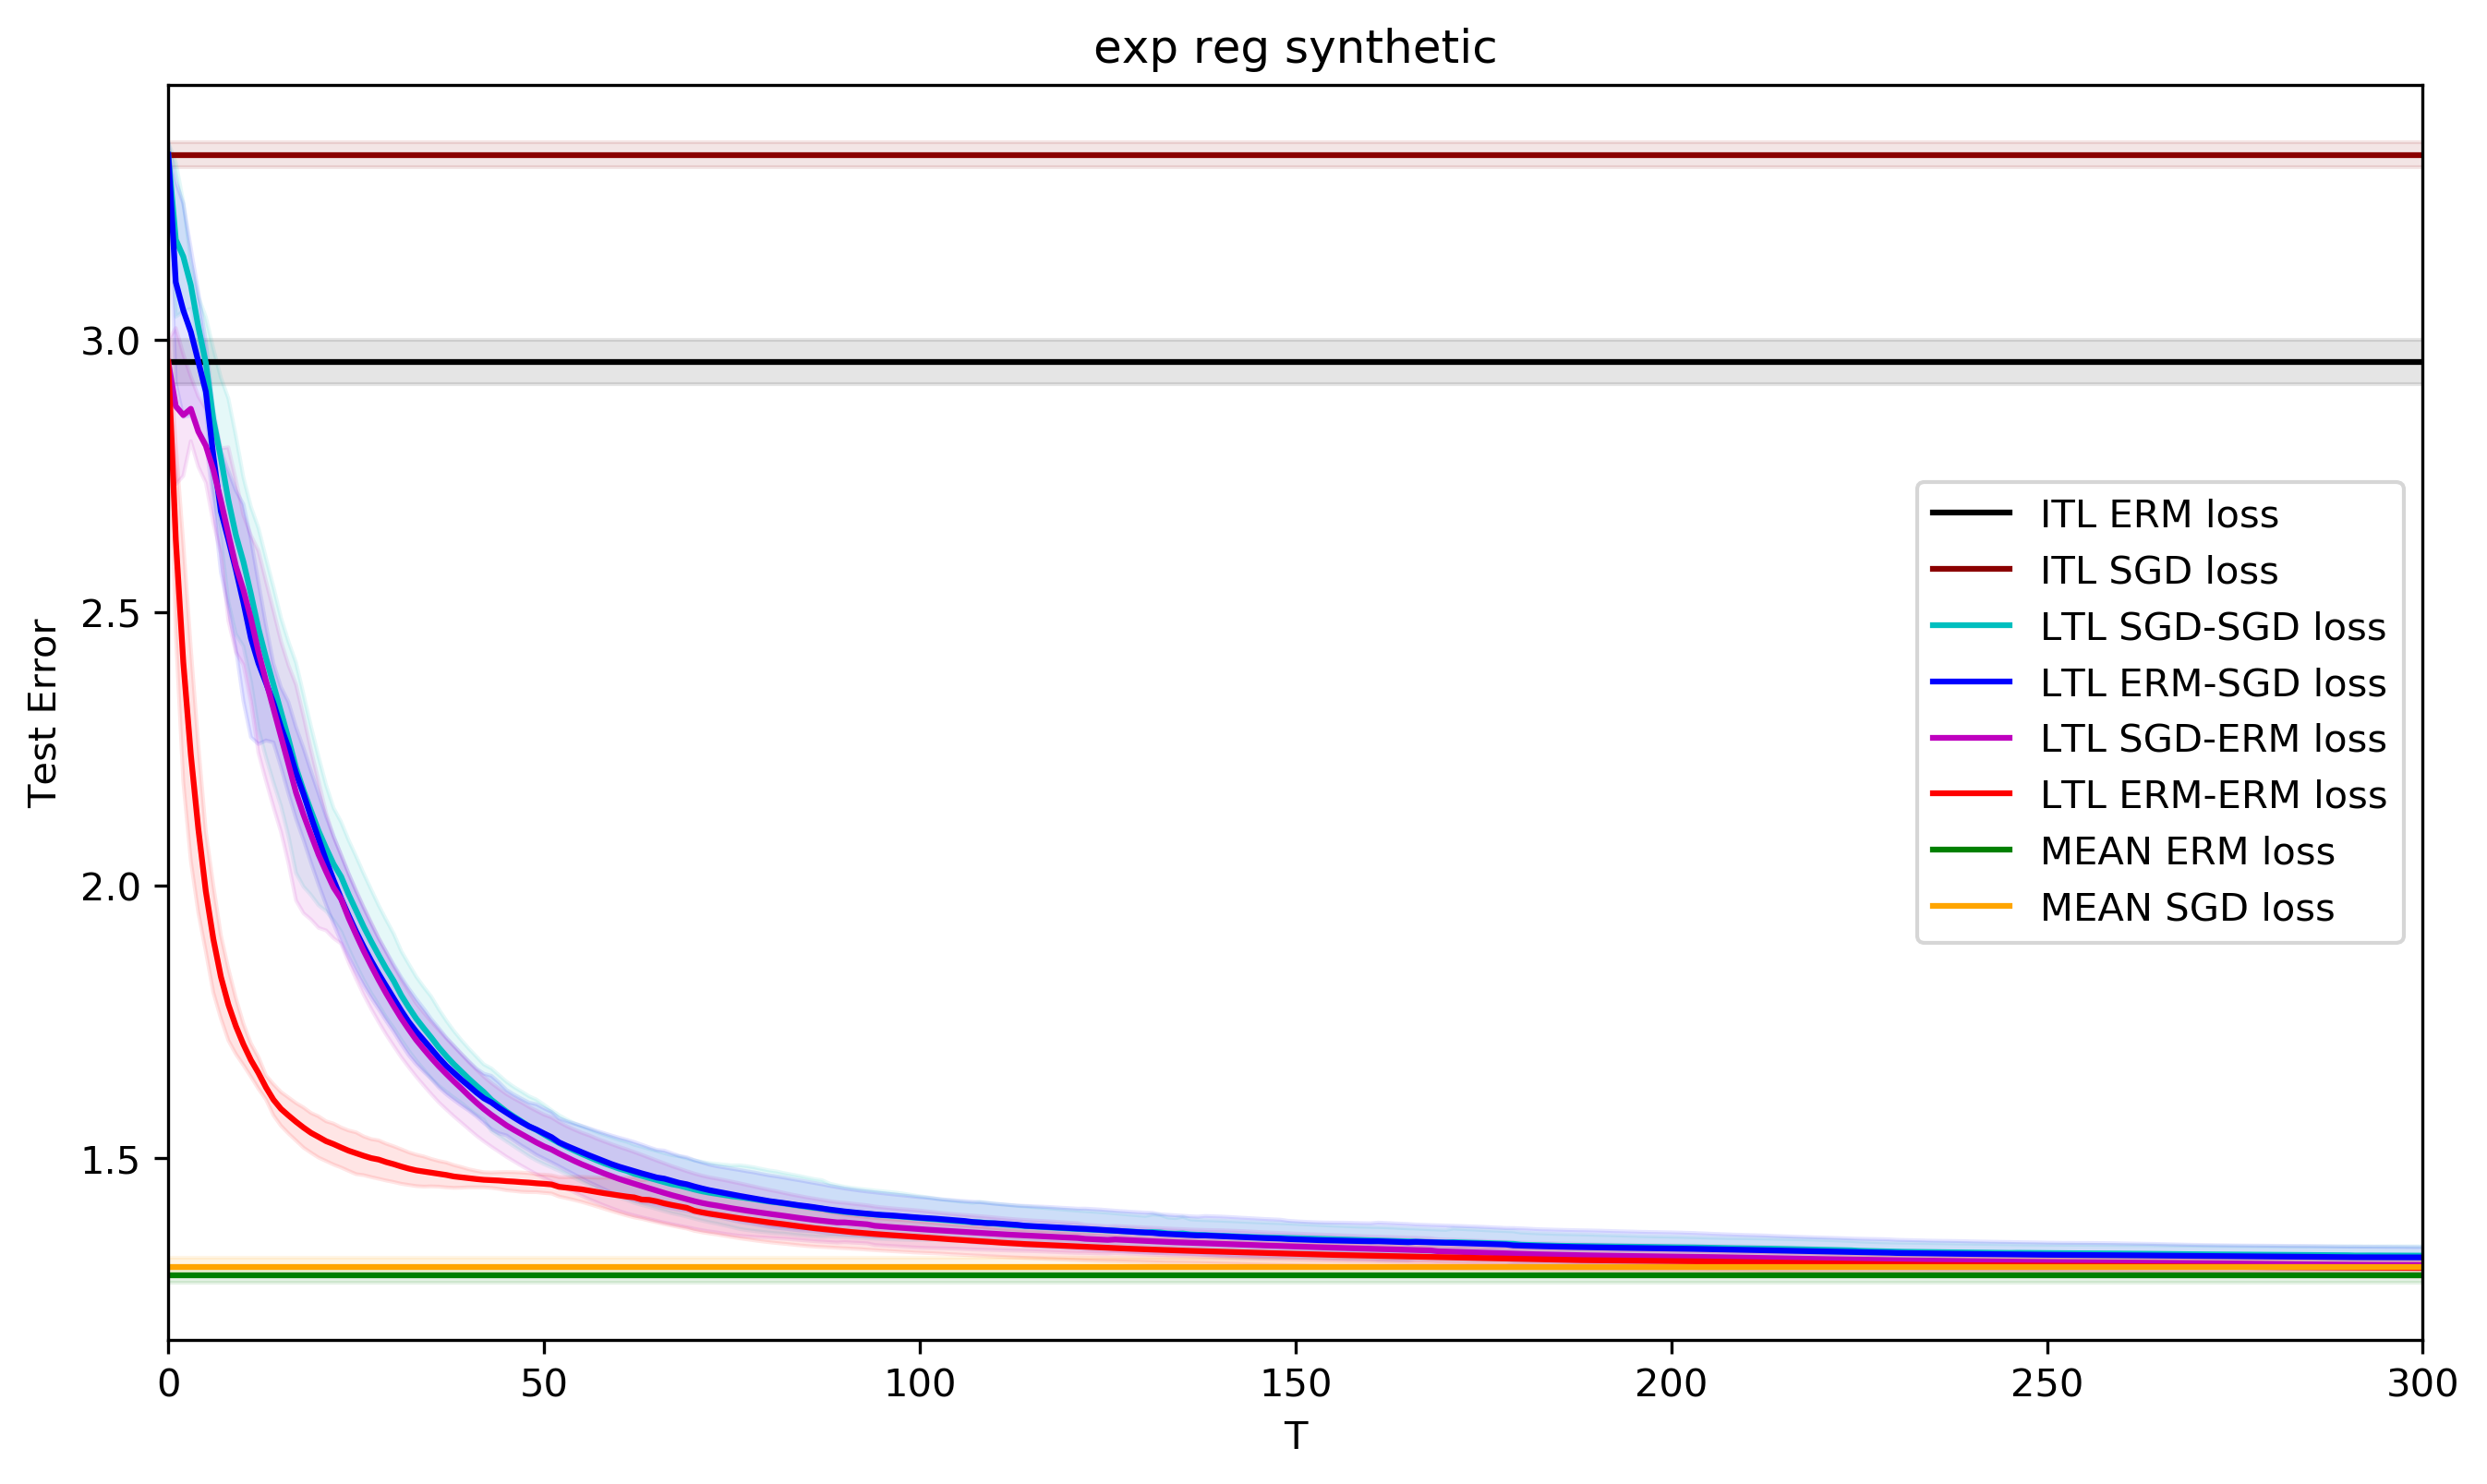 exp reg synthetic
3.0
2.5
2.0
1.5
Test Error
ITL ERM loss
ITL SGD loss
LTL SGD-SGD loss
LTL ERM-SGD loss
LTL SGD-ERM loss
LTL ERM-ERM loss
MEAN ERM loss
MEAN SGD loss
0 50 100 150 200 250 300
T